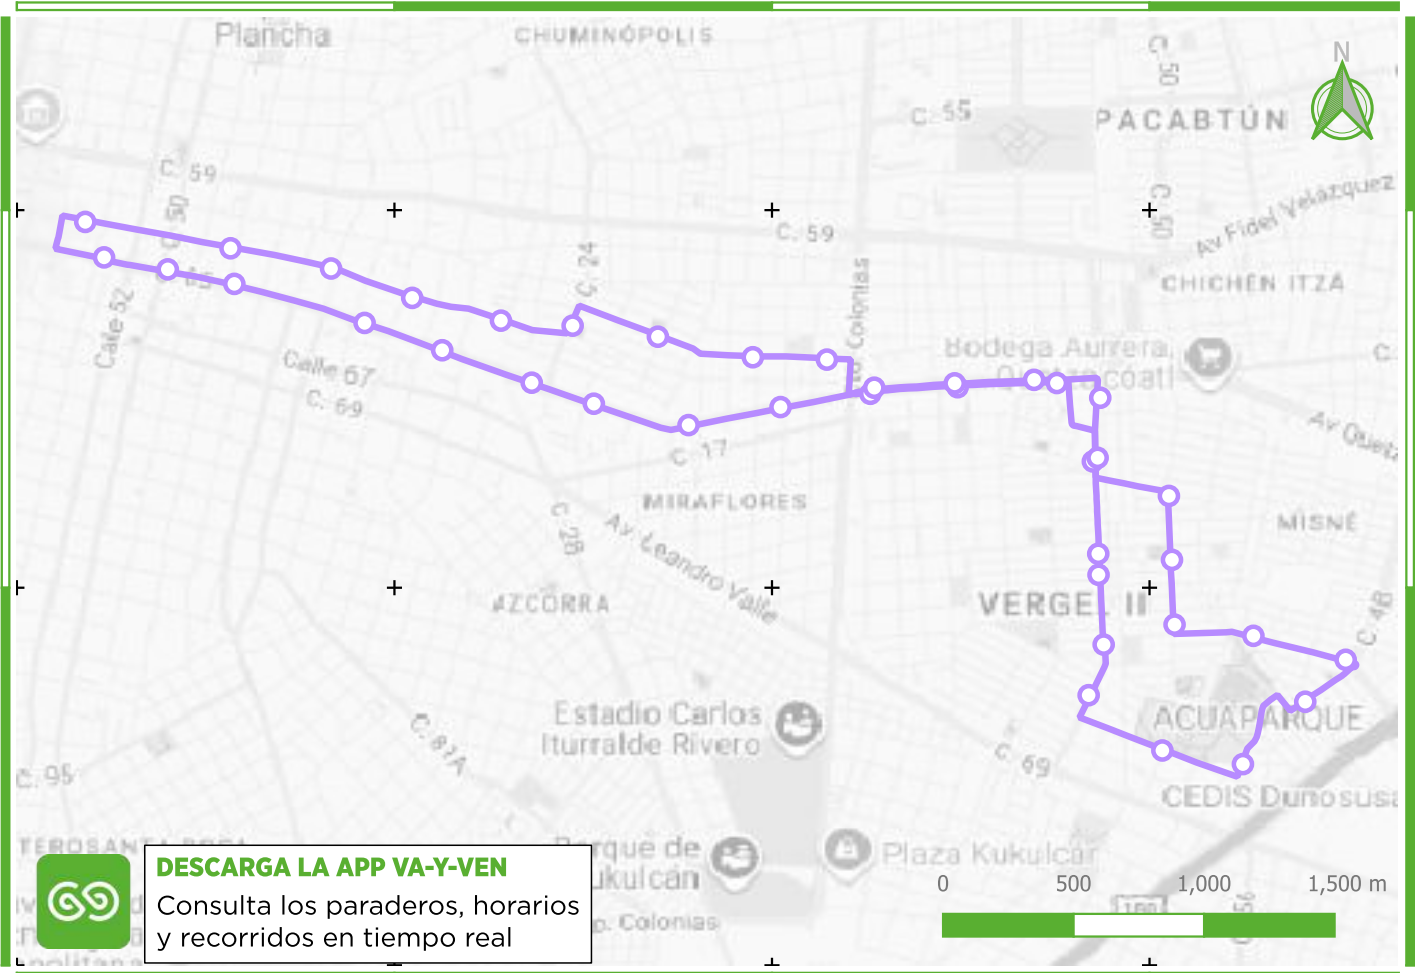 Plancha
CHUMINÓPOLIS
N
C. 50
C. 55
PACABTÚN
C. 59
Av Fidel Velázquez
C. 50
C. 50
C. 59
C. 24
Colonias
CHICHÉN ITZÁ
Calle 52
Bodega Aurrera
C.
Calle 67
C. 69
C. 17
MIRAFLORES
MISNÉ
C. 28
Av. Leandro Valle
AZCORRA
VERGEL II
C. 4B
Estadio Carlos
Iturralde Rivero
ACUAPARQUE
C. 81A
C. 69
C. 95
CEDIS Dunosusa
Parque de
Kukulcán
Plaza Kukulcán
DESCARGA LA APP VA-Y-VEN
Consulta los paraderos, horarios
y recorridos en tiempo real
Colonias
0 500 1,000 1,500 m
180